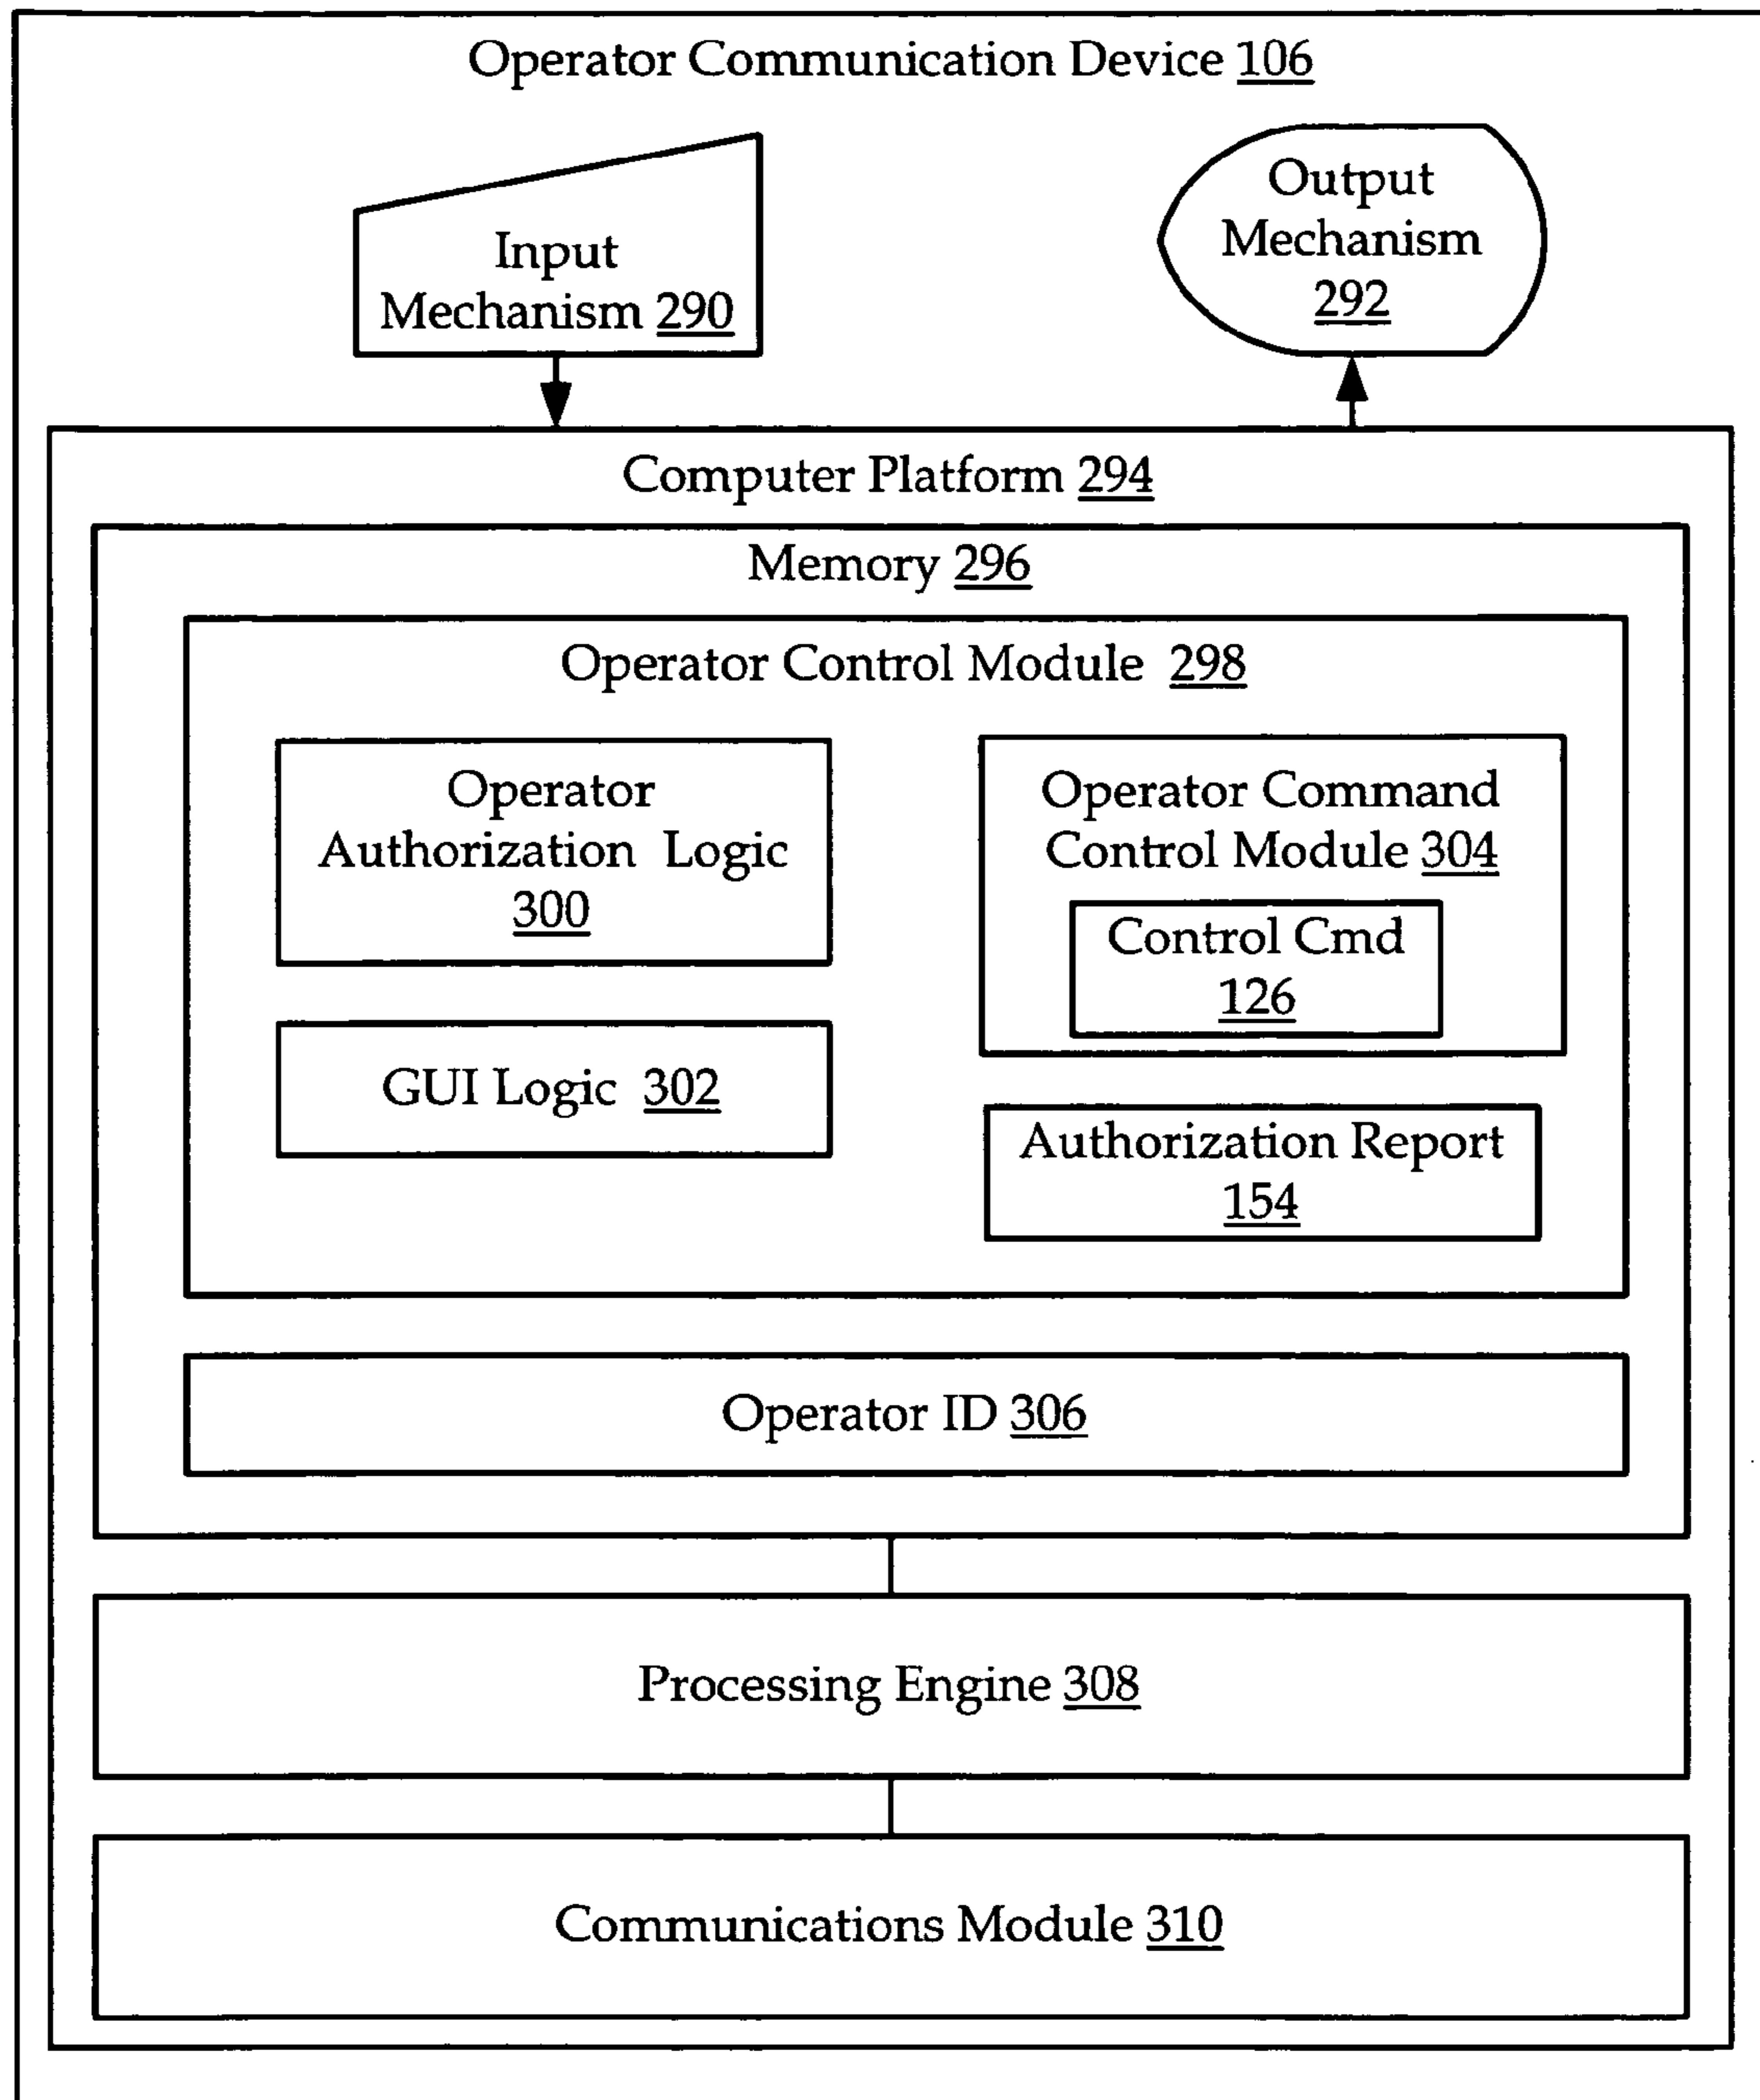 Operator Communication Device 106
Input
Mechanism 290
Output
Mechanism
292
Computer Platform 294
Memory 296
Operator Control Module 298
Operator
Authorization Logic
300
Operator Command
Control Module 304
Control Cmd
126
GUI Logic 302
Authorization Report
154
Operator ID 306
Processing Engine 308
Communications Module 310